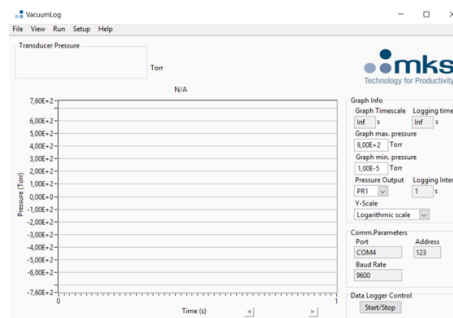 VacuumLog
File View Run Setup Help
Transducer Pressure
Torr
mks
Technology for Productivity
N/A
7,60E+2
6,00E+2
5,00E+2
4,00E+2
3,00E+2
2,00E+2
1,00E+2
0,00E+0
-1,00E+2
-2,00E+2
-3,00E+2
-4,00E+2
-5,00E+2
-6,00E+2
-7,60E+2
Pressure (Torr)
0
1
Time (s)
Graph Info
Graph Timescale Logging time
Inf s Inf s
Graph max. pressure
9,00E+2 Torr
Graph min. pressure
1,00E-5 Torr
Pressure Output Logging Inter
PR1 1 s
Y-Scale
Logarithmic scale
Comm.Parameters
Port Address
COM4 123
Baud Rate
9600
Data Logger Control
Start/Stop